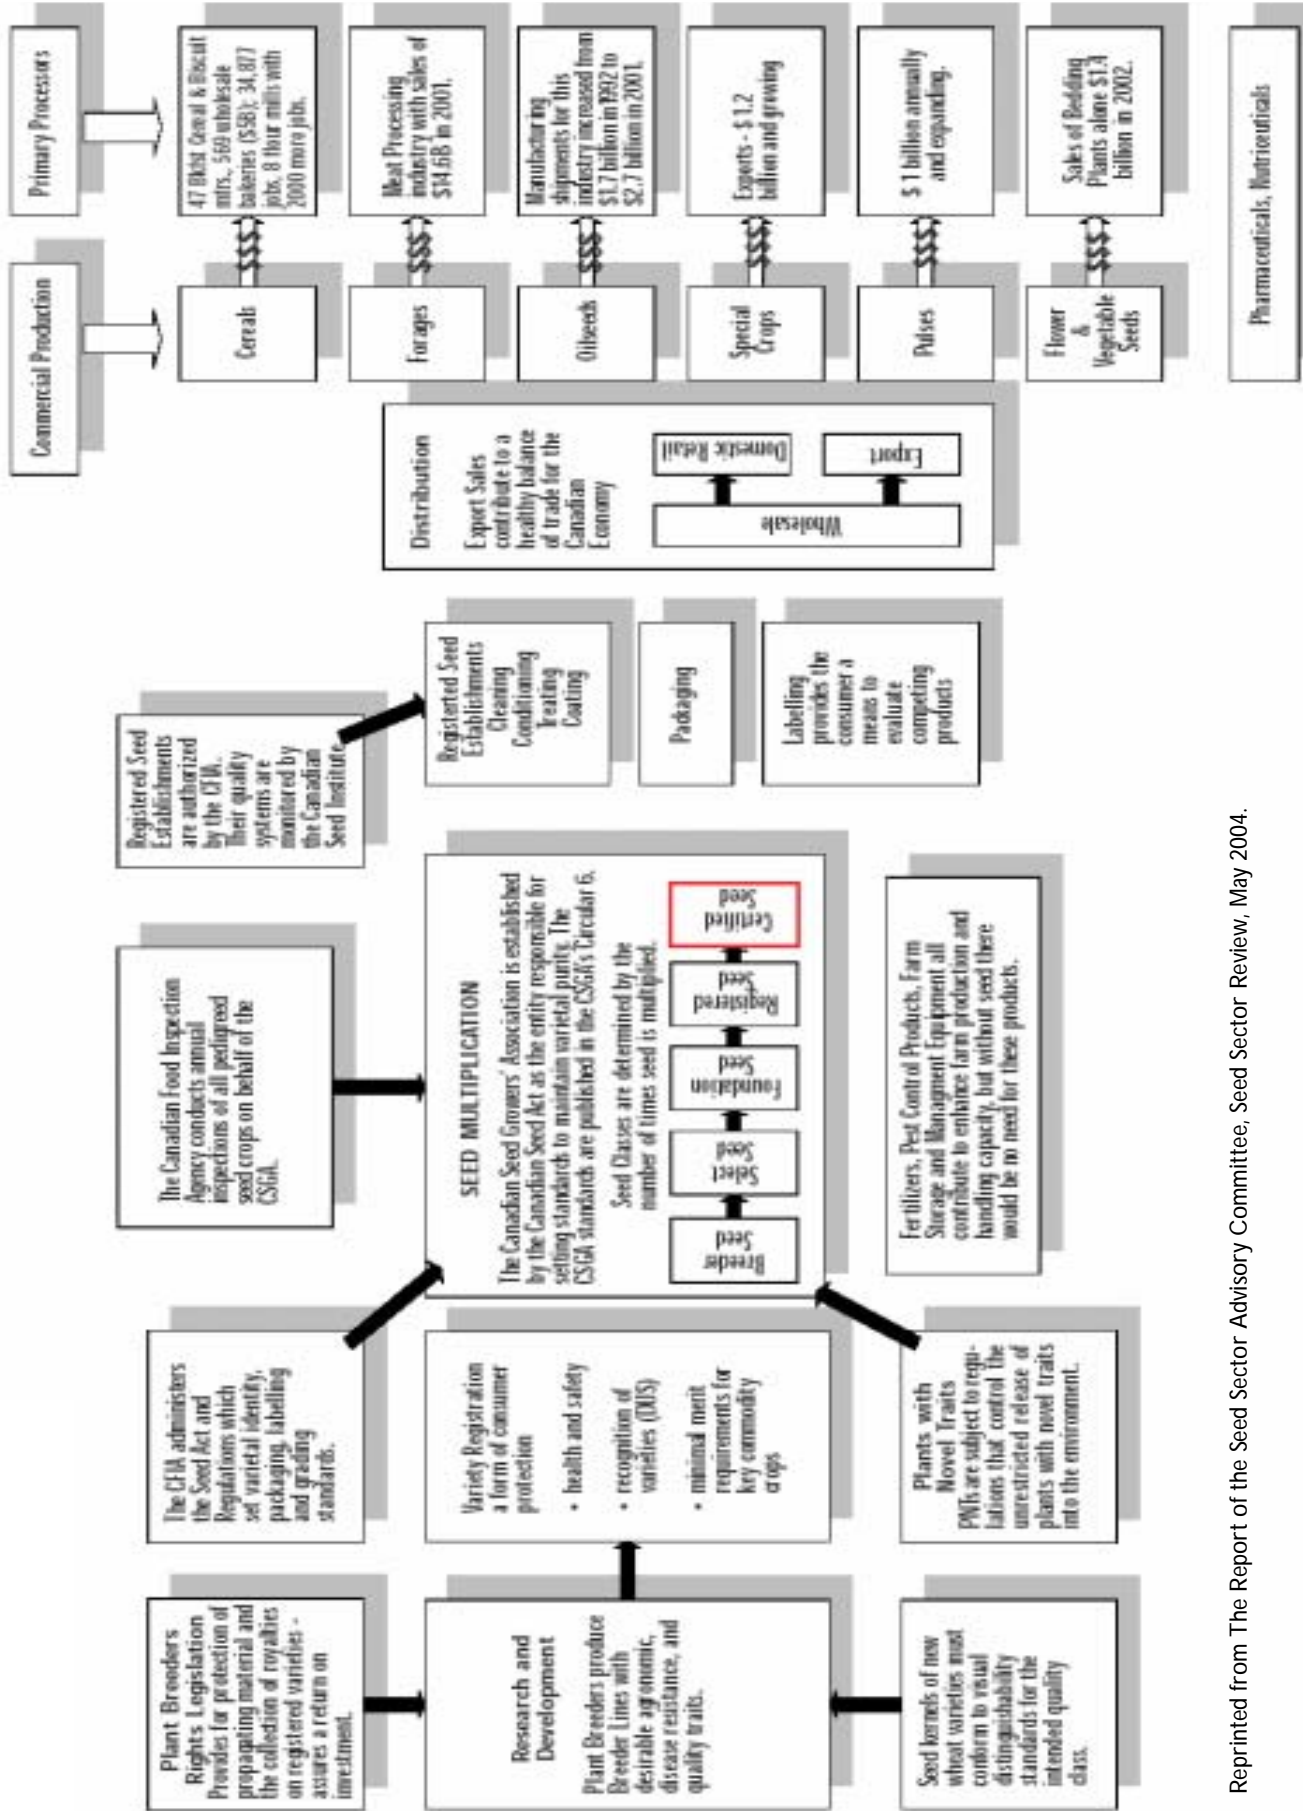 Plant Breeders
Rights Legislation
Provides for protection of
propagating material and
the collection of royalties
on registered varieties -
assures a return on
investment.
Research and
Development
Plant Breeders produce
Breeder Lines with
desirable agronomic,
disease resistance, and
quality traits.
Seed kernels of new
wheat varieties must
conform to visual
distinguishability
standards for the
intended quality
class.
The CFIA administers
the Seed Act and
Regulations which
set varietal identity,
packaging, labelling
and grading
standards.
Variety Registration
a form of consumer
protection
• health and safety
• recognition of
varieties (DUS)
• minimal merit
requirements for
key commodity
crops
Plants with
Novel Traits
PNTs are subject to regu-
lations that control the
unrestricted release of
plants with novel traits
into the environment.
The Canadian Food Inspection
Agency conducts annual
inspections of all pedigreed
seed crops on behalf of the
CSGA.
SEED MULTIPLICATION
The Canadian Seed Growers' Association is established
by the Canadian Seed Act as the entity responsible for
setting standards to maintain varietal purity. The
CSGA standards are published in the CSGA's Circular 6.
Seed Classes are determined by the
number of times seed is multiplied.
Breeder
Seed
Select
Seed
Foundation
Seed
Registered
Seed
Certified
Seed
Fertilizers, Pest Control Products, Farm
Storage and Managment Equipment all
contribute to enhance farm production and
handling capacity, but without seed there
would be no need for these products.
Registered Seed
Establishments
are authorized
by the CFIA.
Their quality
systems are
monitored by
the Canadian
Seed Institute.
Registerted Seed
Establishments
Cleaning
Conditioning
Treating
Coating
Packaging
Labelling
provides the
consumer a
means to
evaluate
competing
products
Distribution
Export Sales
contribute to a
healthy balance
of trade for the
Canadian
Economy
Wholesale
Domestic Retail
Export
Commercial Production
Primary Processors
Cereals
$$$
47 Bkfst Cereal & Biscuit
mfrs., 569 wholesale
bakeries ($5B); 34,877
jobs, 8 flour mills with
2000 more jobs.
Forages
$$$
Meat Processing
industry with sales of
$14.6B in 2001.
Oilseeds
$$$
Manufacturing
shipments for this
industry increased from
$1.7 billion in 1992 to
$2.7 billion in 2001.
Special
Crops
$$$
Exports - $ 1.2
billion and growing
Pulses
$$$
$ 1 billion annually
and expanding.
Flower
&
Vegetable
Seeds
$$$
Sales of Bedding
Plants alone $1.4
billion in 2002.
Pharmaceuticals, Nutriceuticals
Reprinted from The Report of the Seed Sector Advisory Committee, Seed Sector Review, May 2004.